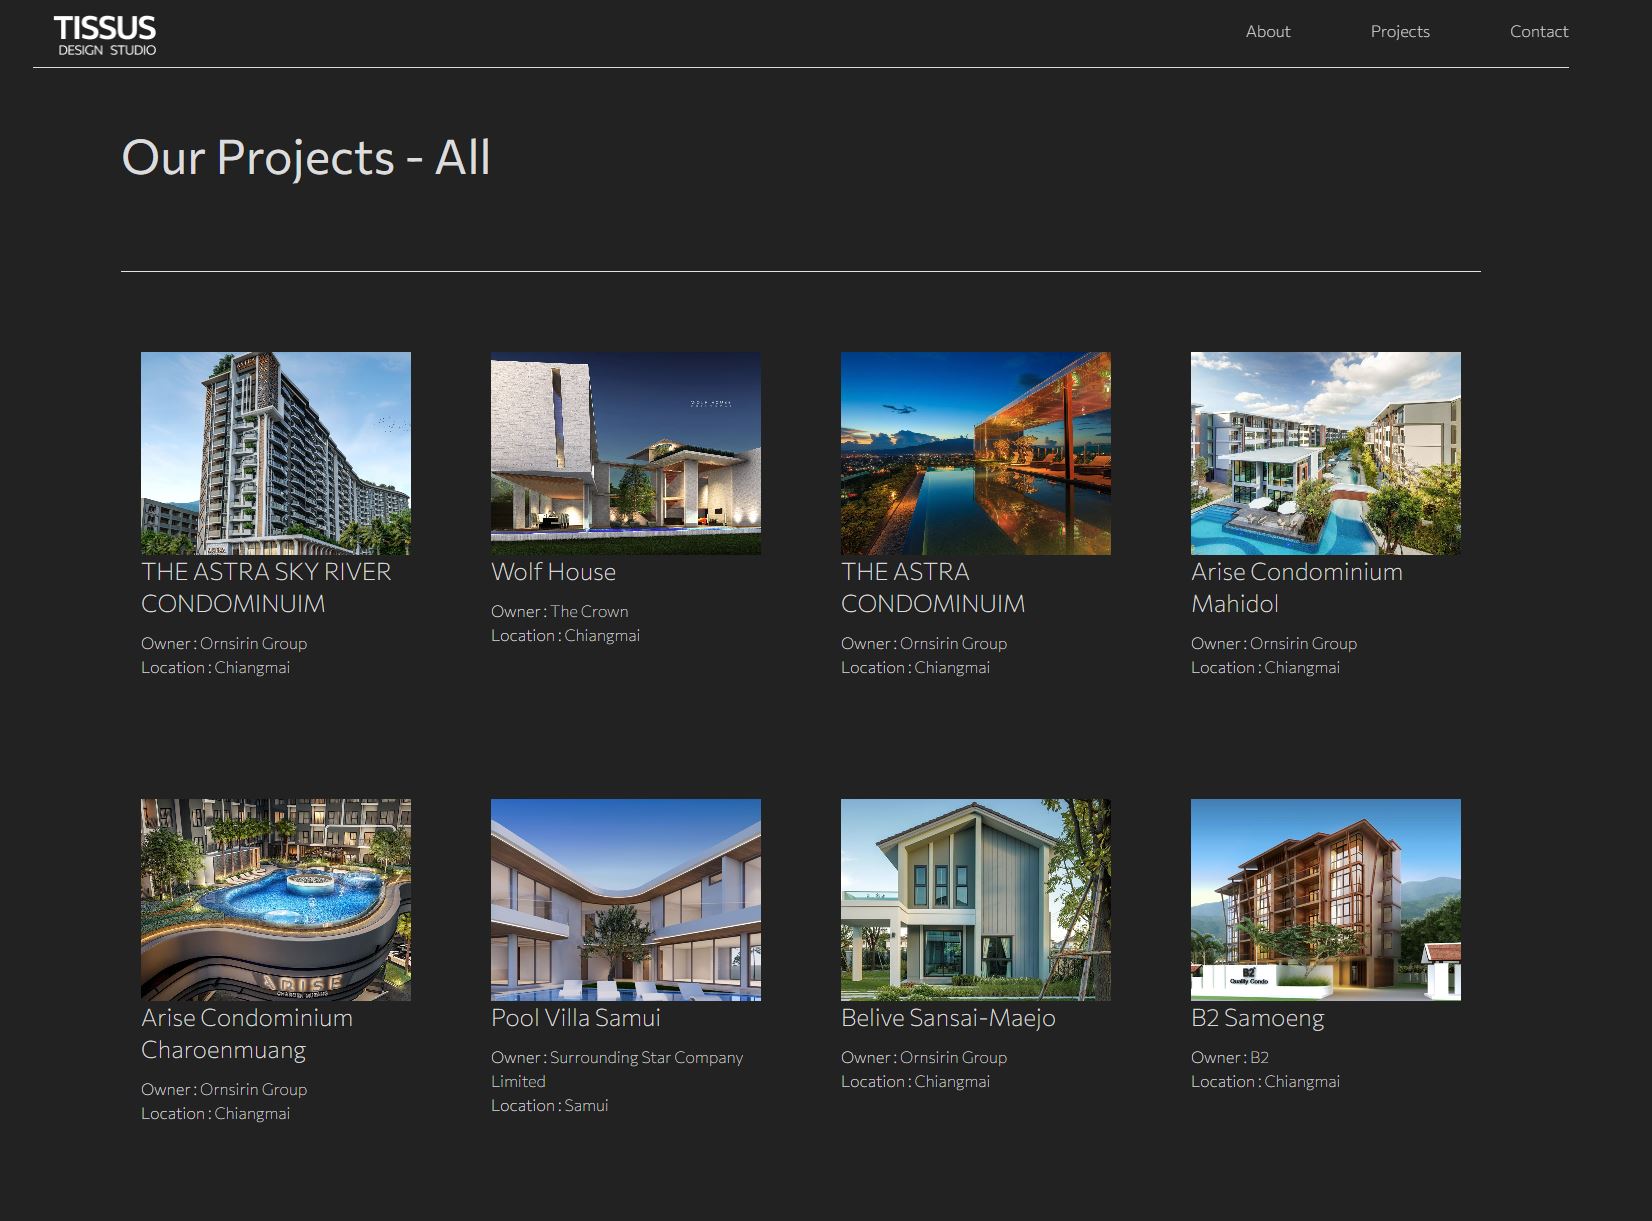 TISSUS
DESIGN STUDIO
About
Projects
Contact
Our Projects - All
THE ASTRA SKY RIVER
CONDOMINUIM
Owner : Ornsirin Group
Location : Chiangmai
WOLF HOUSE
Wolf House
Owner : The Crown
Location : Chiangmai
THE ASTRA
CONDOMINUIM
Owner : Ornsirin Group
Location : Chiangmai
Arise Condominium
Mahidol
Owner : Ornsirin Group
Location : Chiangmai
ARISE
Arise Condominium
Charoenmuang
Owner : Ornsirin Group
Location : Chiangmai
Pool Villa Samui
Owner : Surrounding Star Company
Limited
Location : Samui
Belive Sansai-Maejo
Owner : Ornsirin Group
Location : Chiangmai
B2
Quality Condo
B2 Samoeng
Owner : B2
Location : Chiangmai